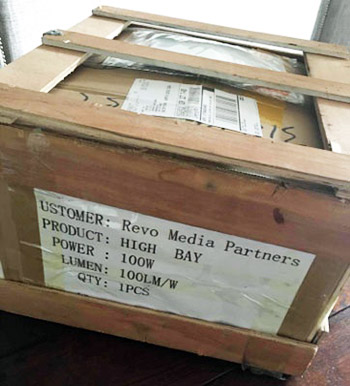 USTOMER: Revo Media Partners
PRODUCT: HIGH BAY
POWER : 100W
LUMEN: 100LM/W
QTY: 1PCS